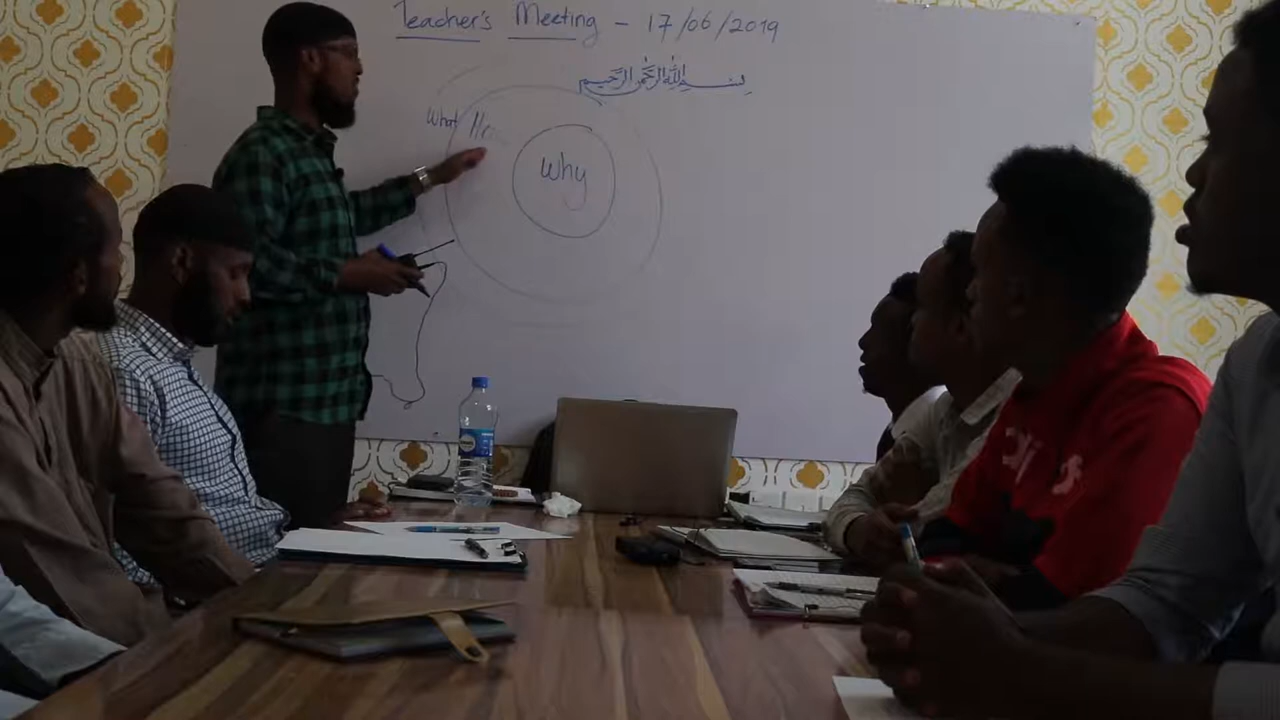 Teacher's Meeting - 17/06/2019
بسم الله الرحمن الرحيم
What
Why